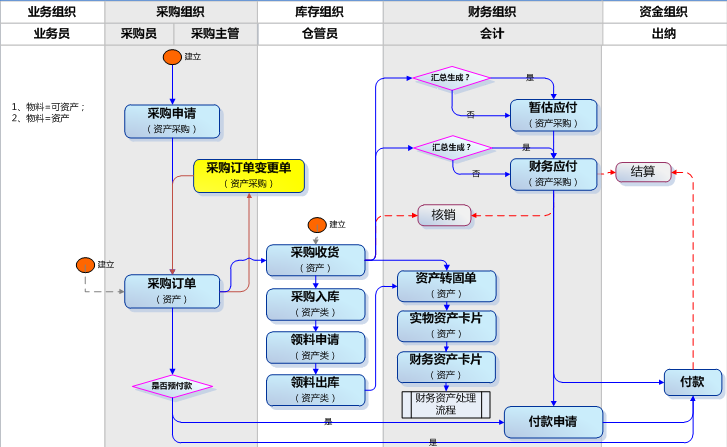 业务组织
采购组织
库存组织
财务组织
资金组织
业务员
采购员
采购主管
仓管员
会计
出纳
建立
1、物料=可资产；
2、物料=资产
采购申请
（资产采购）
汇总生成？
是
否
暂估应付
（资产采购）
汇总生成？
是
否
财务应付
（资产采购）
结算
采购订单变更单
（资产采购）
核销
建立
采购收货
（资产）
建立
采购订单
（资产）
资产转固单
（资产）
采购入库
（资产类）
实物资产卡片
（资产）
领料申请
（资产类）
财务资产卡片
（资产）
领料出库
（资产类）
是否预付款
付款
财务资产处理
流程
付款申请
是
是